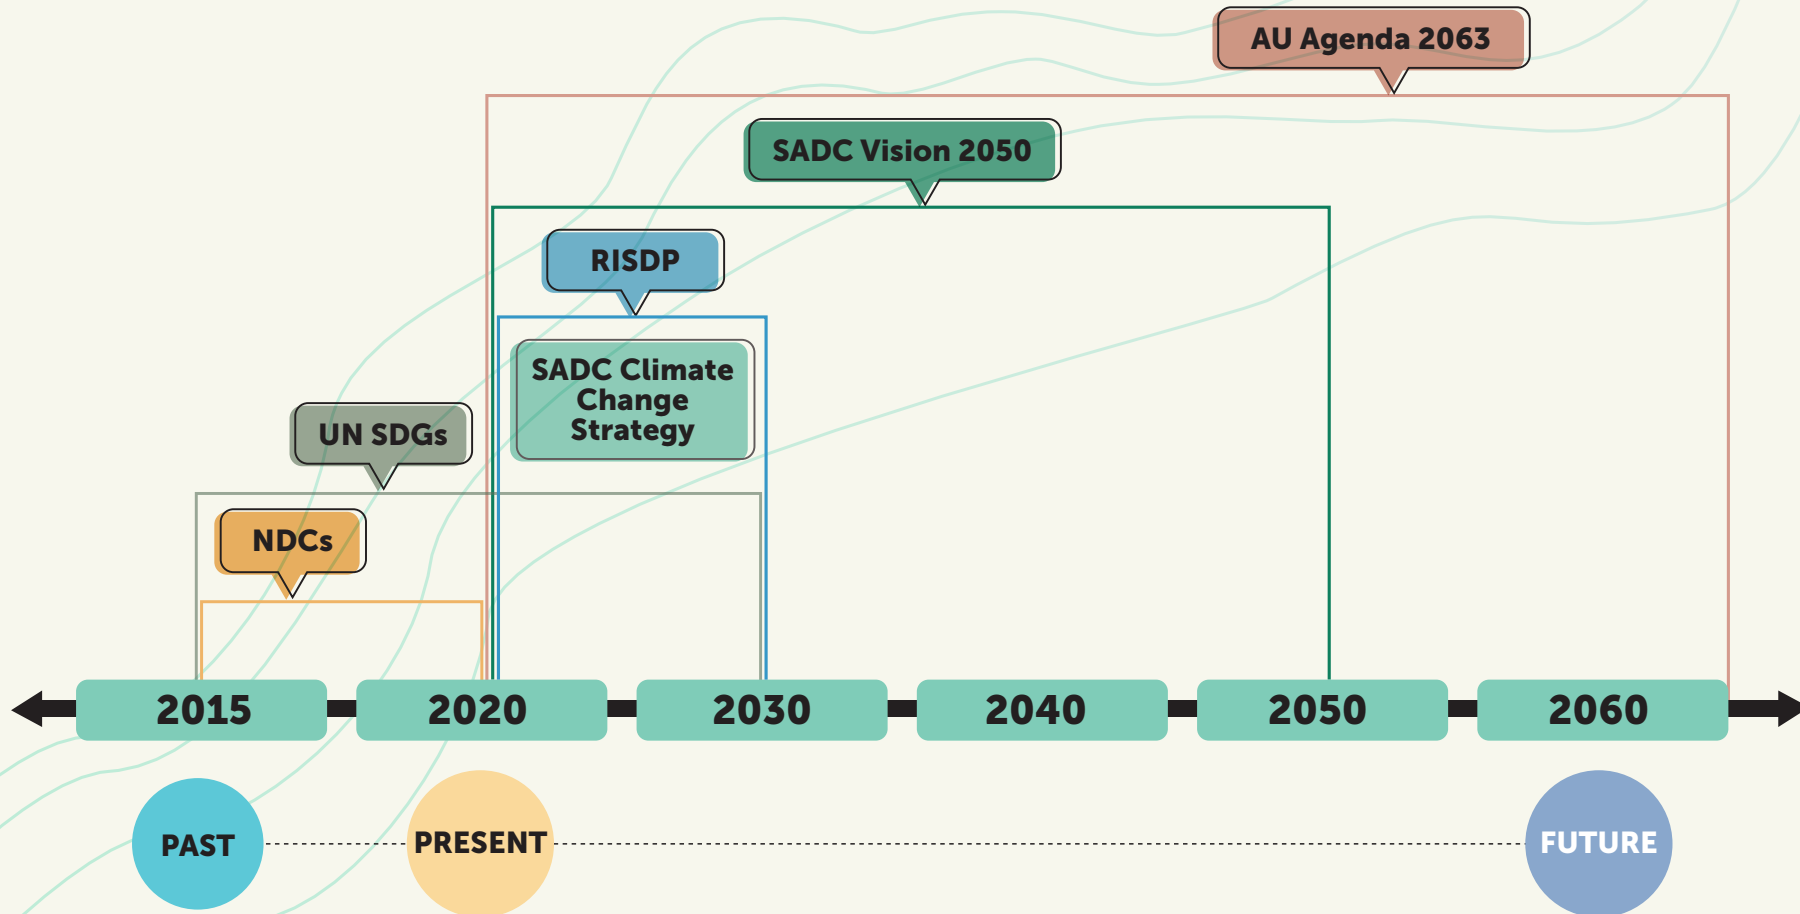 AU Agenda 2063
SADC Vision 2050
RISDP
SADC Climate
Change
Strategy
UN SDGs
NDCs
2015
2020
2030
2040
2050
2060
PAST
PRESENT
FUTURE